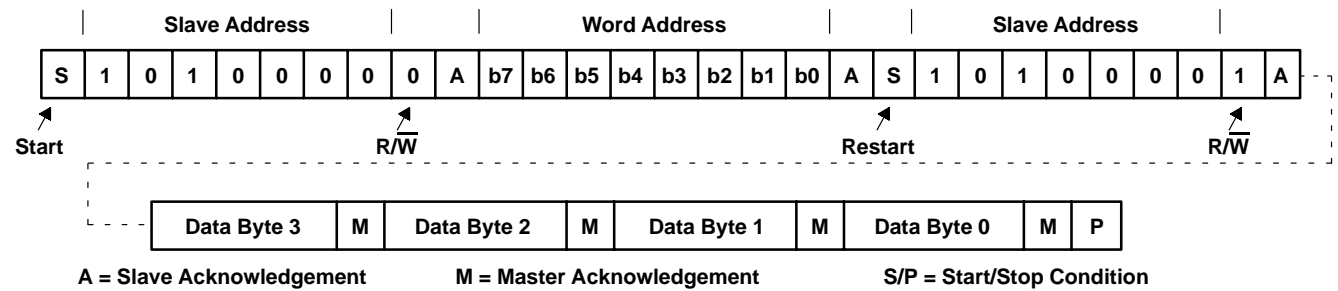 Slave Address Word Address Slave Address
S 1 0 1 0 0 0 0 0 A b7 b6 b5 b4 b3 b2 b1 b0 A S 1 0 1 0 0 0 0 1 A
Start R/W̅ Restart R/W̅
Data Byte 3 M Data Byte 2 M Data Byte 1 M Data Byte 0 M P
A = Slave Acknowledgement M = Master Acknowledgement S/P = Start/Stop Condition